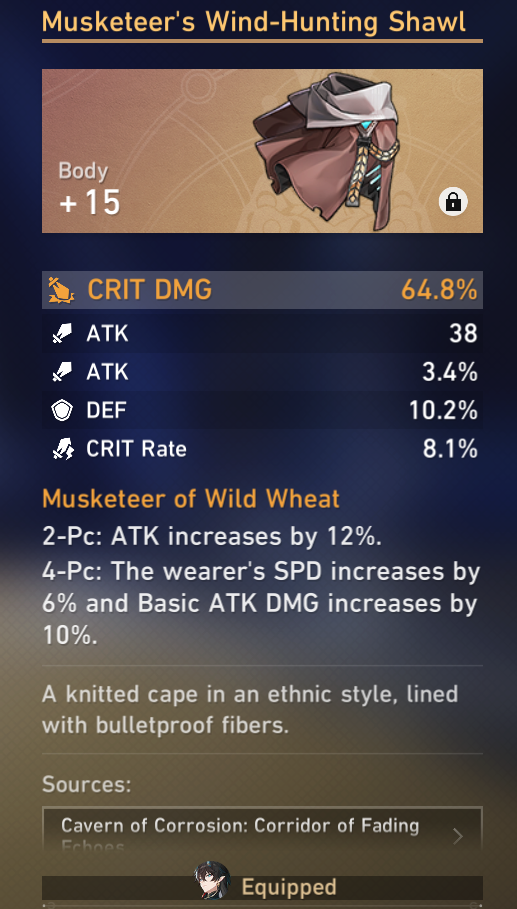 Musketeer's Wind-Hunting Shawl
Body
+15
CRIT DMG 64.8%
ATK 38
ATK 3.4%
DEF 10.2%
CRIT Rate 8.1%
Musketeer of Wild Wheat
2-Pc: ATK increases by 12%.
4-Pc: The wearer's SPD increases by
6% and Basic ATK DMG increases by
10%.
A knitted cape in an ethnic style, lined
with bulletproof fibers.
Sources:
Cavern of Corrosion: Corridor of Fading
Echoes
Equipped